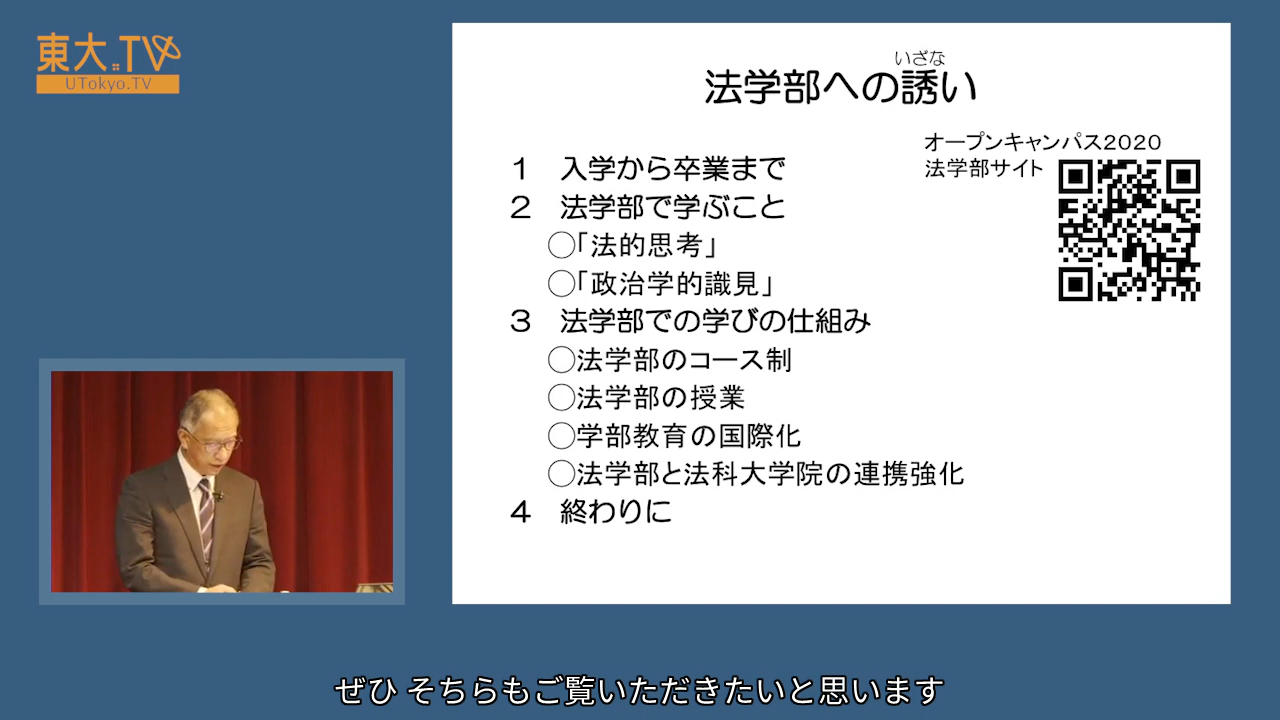 東大.TV
UTokyo.TV
いざな
法学部への誘い
オープンキャンパス2020
法学部サイト
1 入学から卒業まで
2 法学部で学ぶこと
○「法的思考」
○「政治学的識見」
3 法学部での学びの仕組み
○法学部のコース制
○法学部の授業
○学部教育の国際化
○法学部と法科大学院の連携強化
4 終わりに
ぜひ そちらもご覧いただきたいと思います